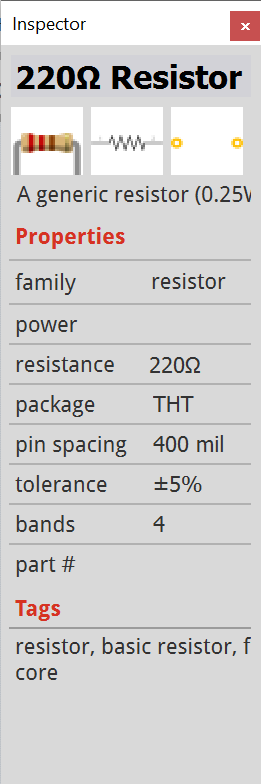 Inspector
220Ω Resistor
A generic resistor (0.25W
Properties
family resistor
power
resistance 220Ω
package THT
pin spacing 400 mil
tolerance ±5%
bands 4
part #
Tags
resistor, basic resistor, f
core